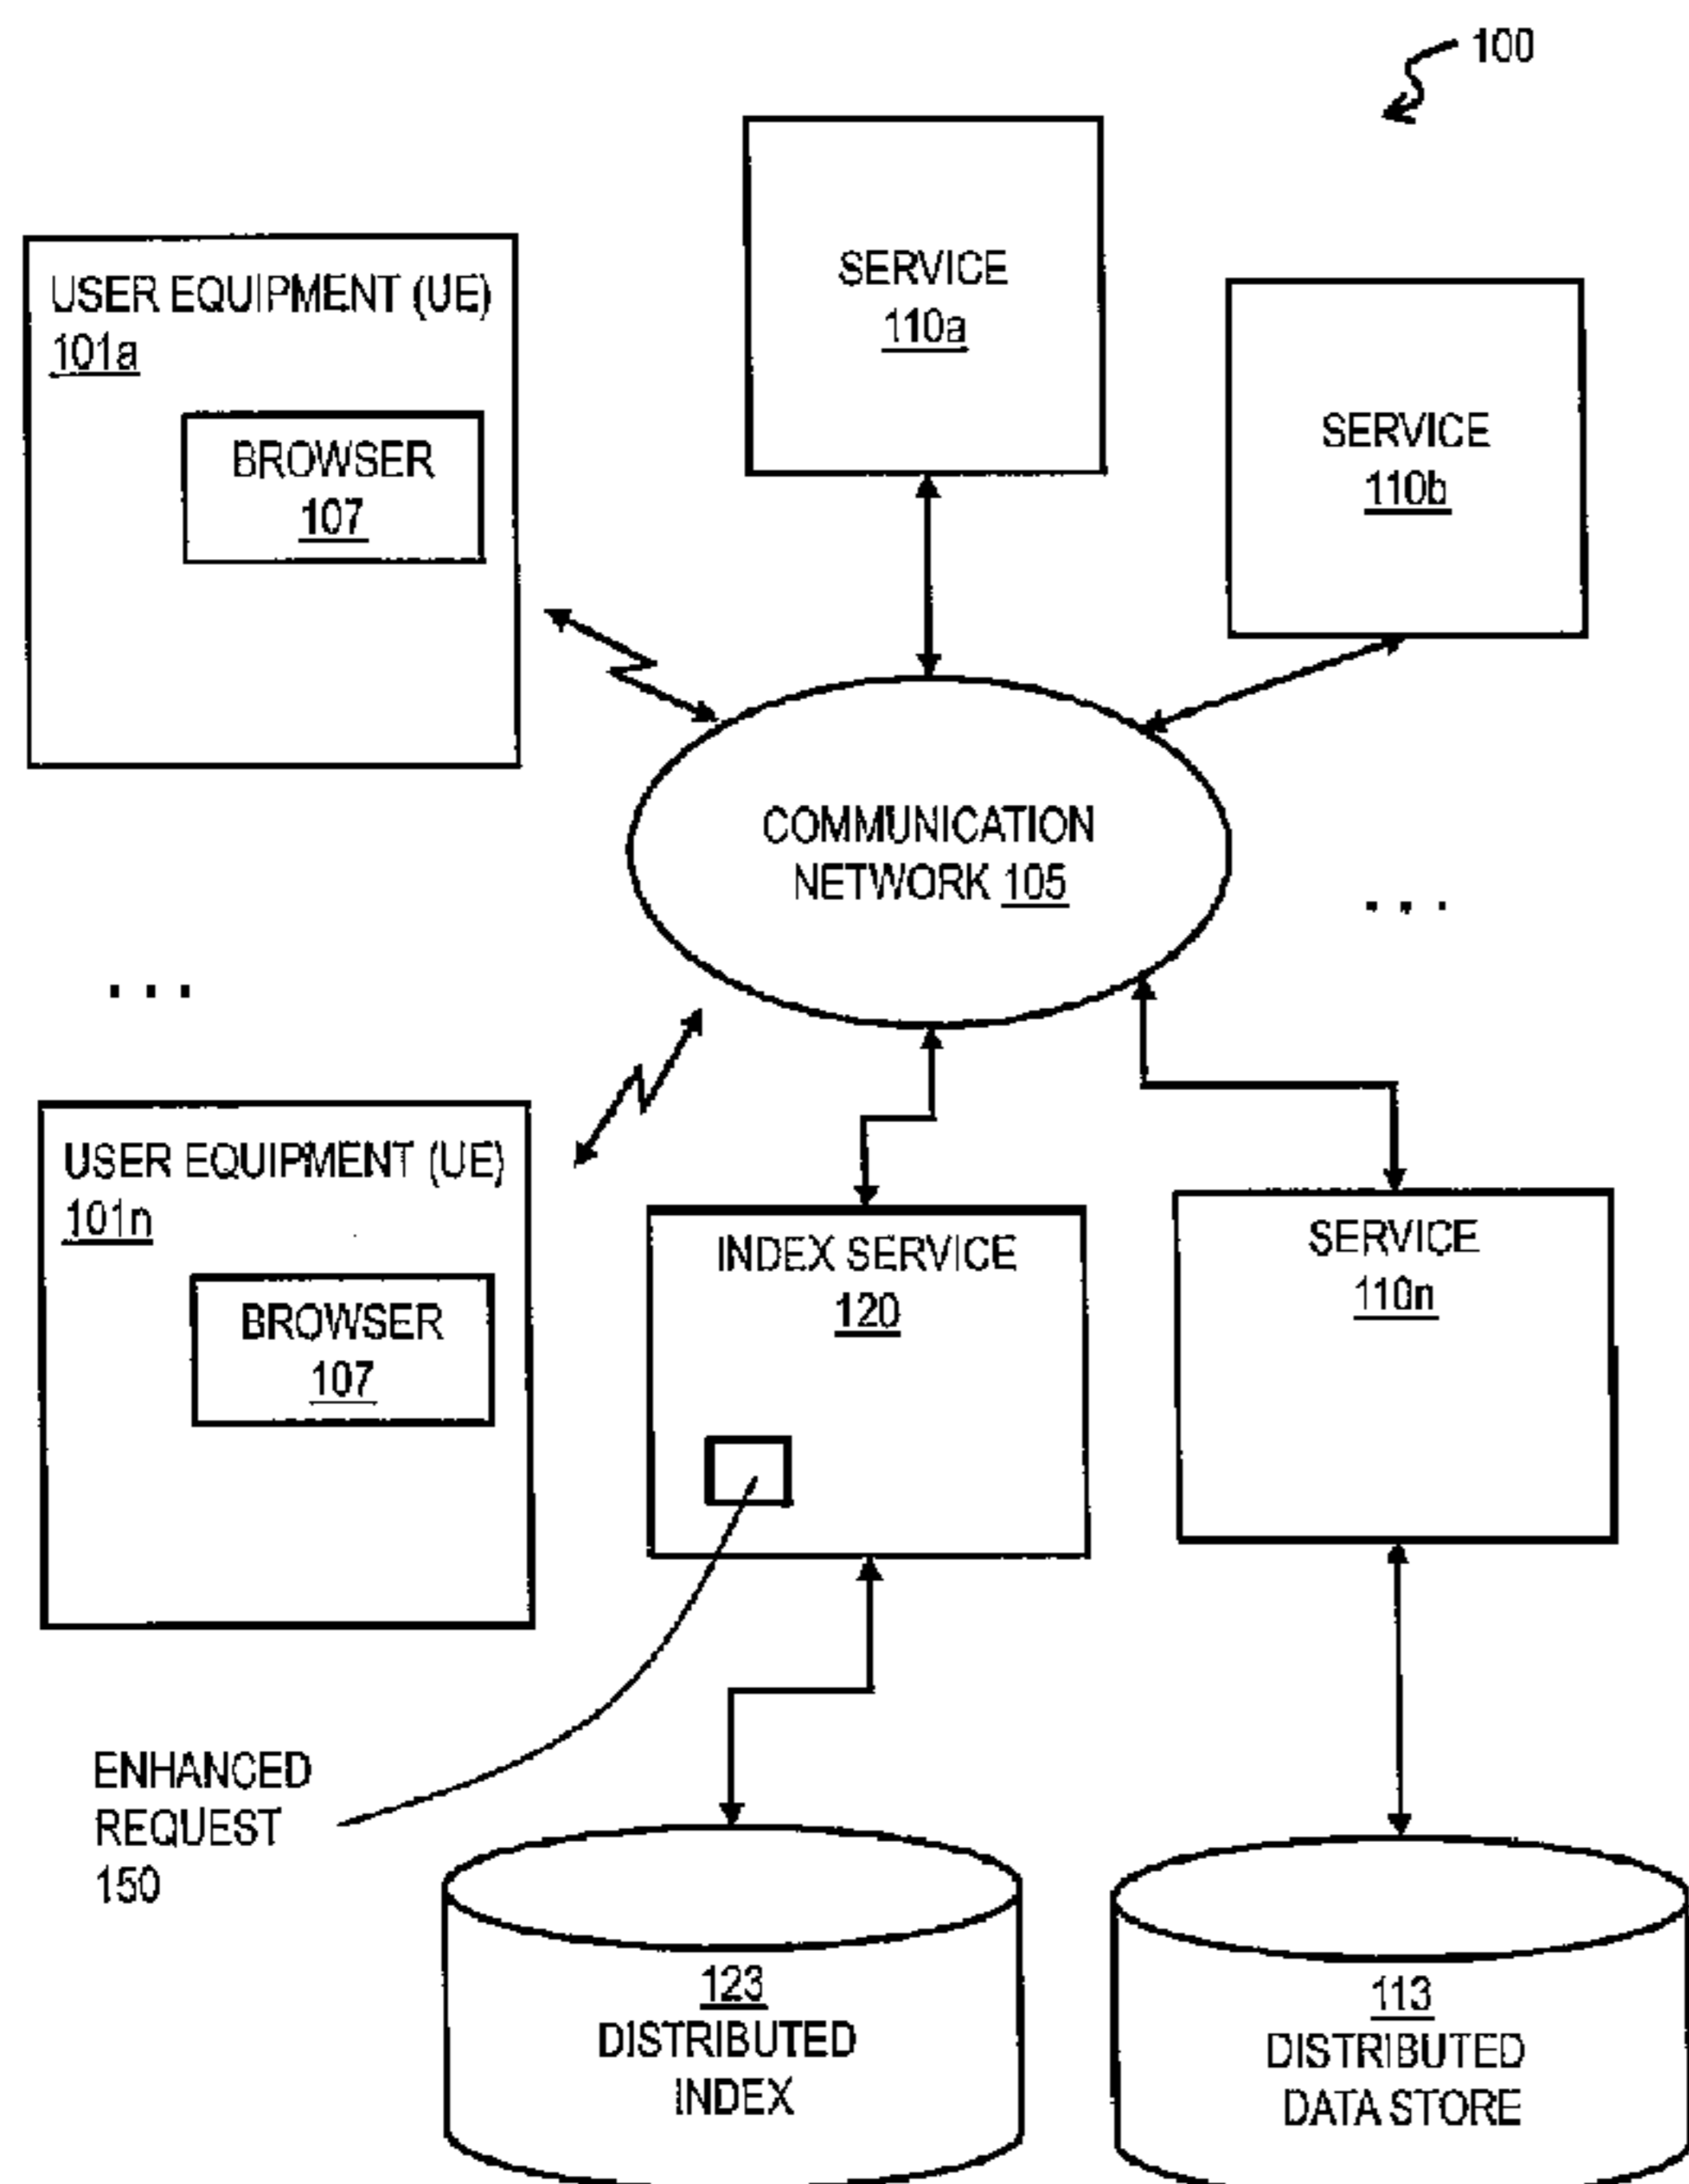 100
SERVICE
110a
USER EQUIPMENT (UE)
101a
BROWSER
107
SERVICE
110b
COMMUNICATION
NETWORK 105
. . .
. . .
USER EQUIPMENT (UE)
101n
BROWSER
107
INDEX SERVICE
120
SERVICE
110n
ENHANCED
REQUEST
150
123
DISTRIBUTED
INDEX
113
DISTRIBUTED
DATA STORE